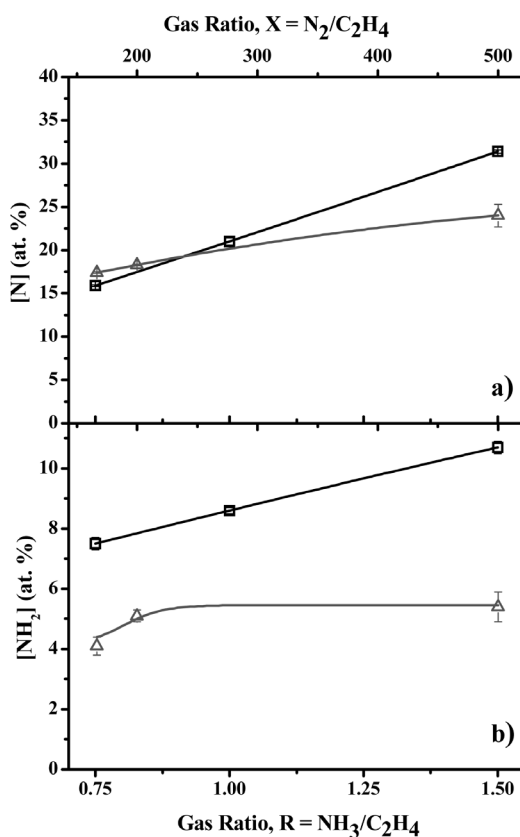 Gas Ratio, X = N₂/C₂H₄
200 300 400 500
40
35
30
25
20
15
10
5
0
[N] (at. %)
a)
10
8
6
4
2
0
[NH₂] (at. %)
b)
0.75 1.00 1.25 1.50
Gas Ratio, R = NH₃/C₂H₄